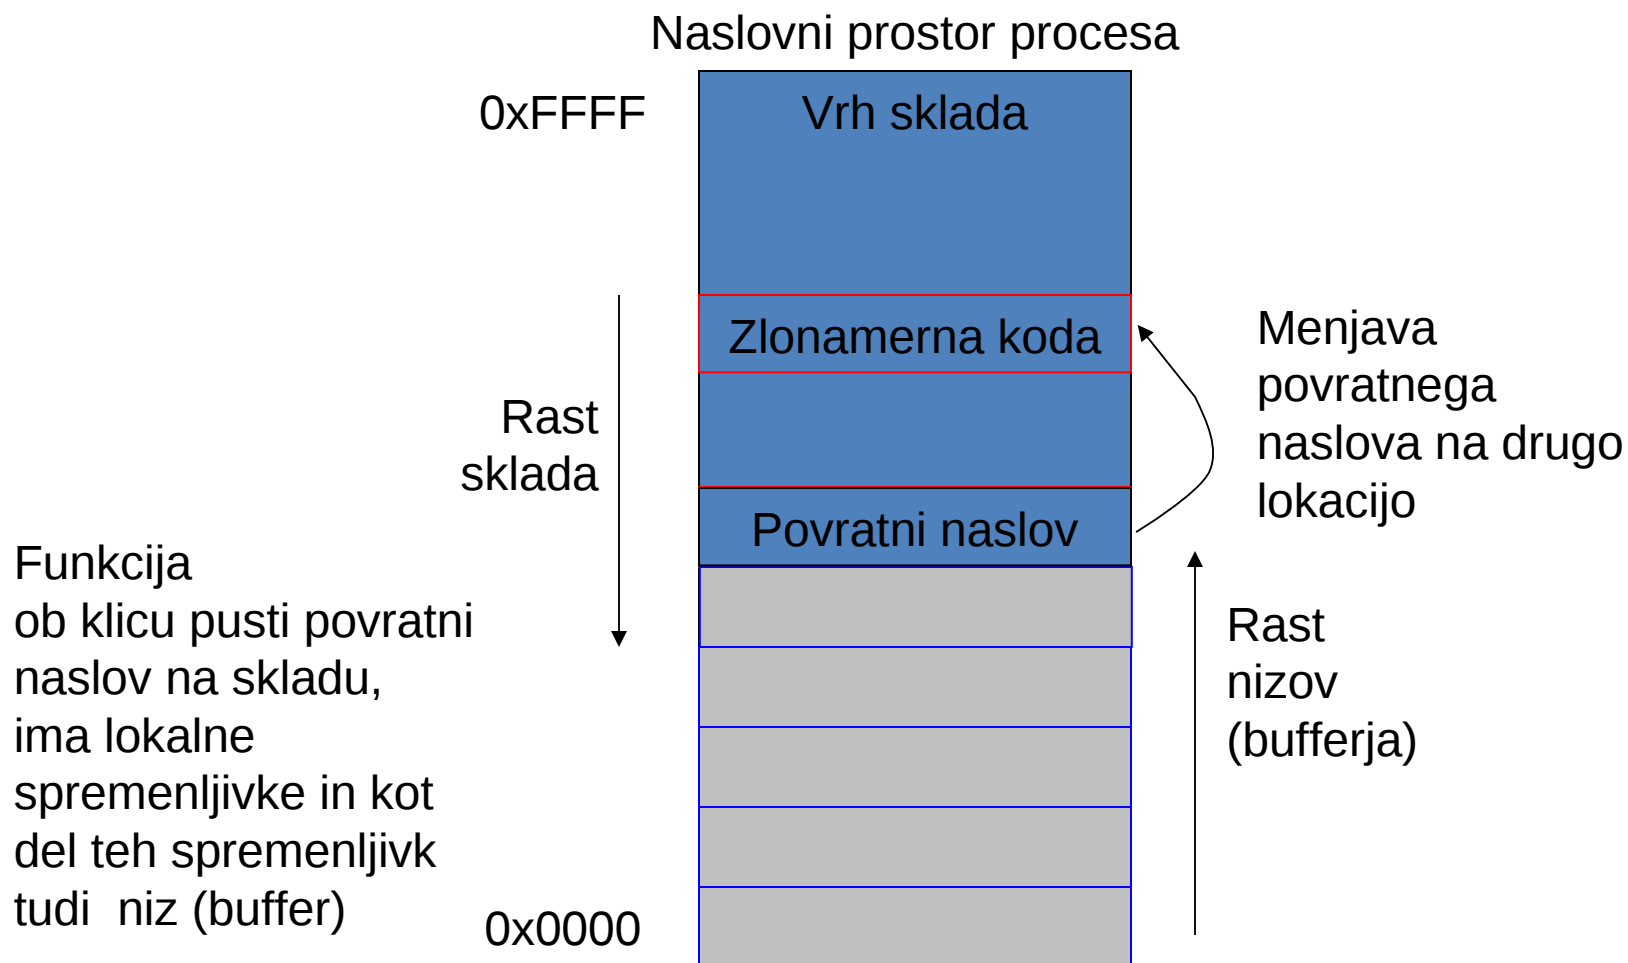 Naslovni prostor procesa
0xFFFF
Vrh sklada
Zlonamerna koda
Menjava
povratnega
naslova na drugo
lokacijo
Rast
sklada
Povratni naslov
Funkcija
ob klicu pusti povratni
naslov na skladu,
ima lokalne
spremenljivke in kot
del teh spremenljivk
tudi  niz (buffer)
Rast
nizov
(bufferja)
0x0000